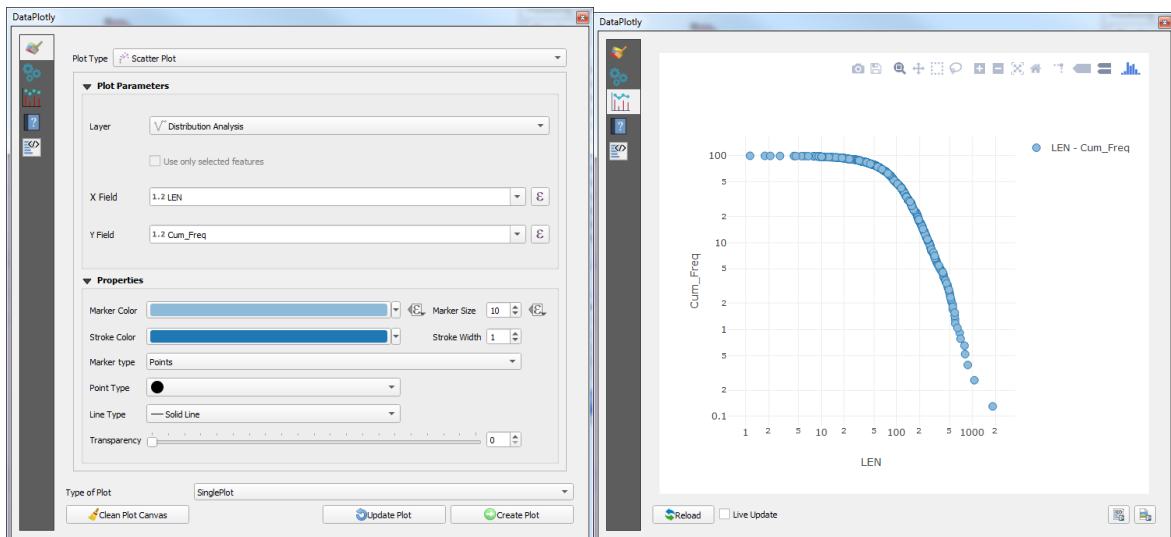 DataPlotly
Plot Type Scatter Plot
Plot Parameters
Layer Distribution Analysis
Use only selected features
X Field 1.2 LEN ε
Y Field 1.2 Cum_Freq ε
Properties
Marker Color Marker Size 10
Stroke Color Stroke Width 1
Marker type Points
Point Type
Line Type Solid Line
Transparency 0
Type of Plot SinglePlot
Clean Plot Canvas Update Plot Create Plot
DataPlotly
LEN - Cum_Freq
100
5
2
10
5
2
1
5
2
0.1
Cum_Freq
1 2 5 10 2 5 100 2 5 1000 2
LEN
Reload Live Update